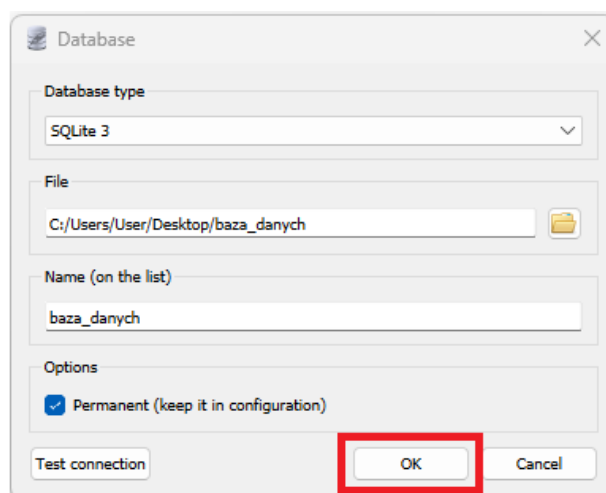 Database
Database type
SQLite 3
File
C:/Users/User/Desktop/baza_danych
Name (on the list)
baza_danych
Options
Permanent (keep it in configuration)
Test connection OK Cancel